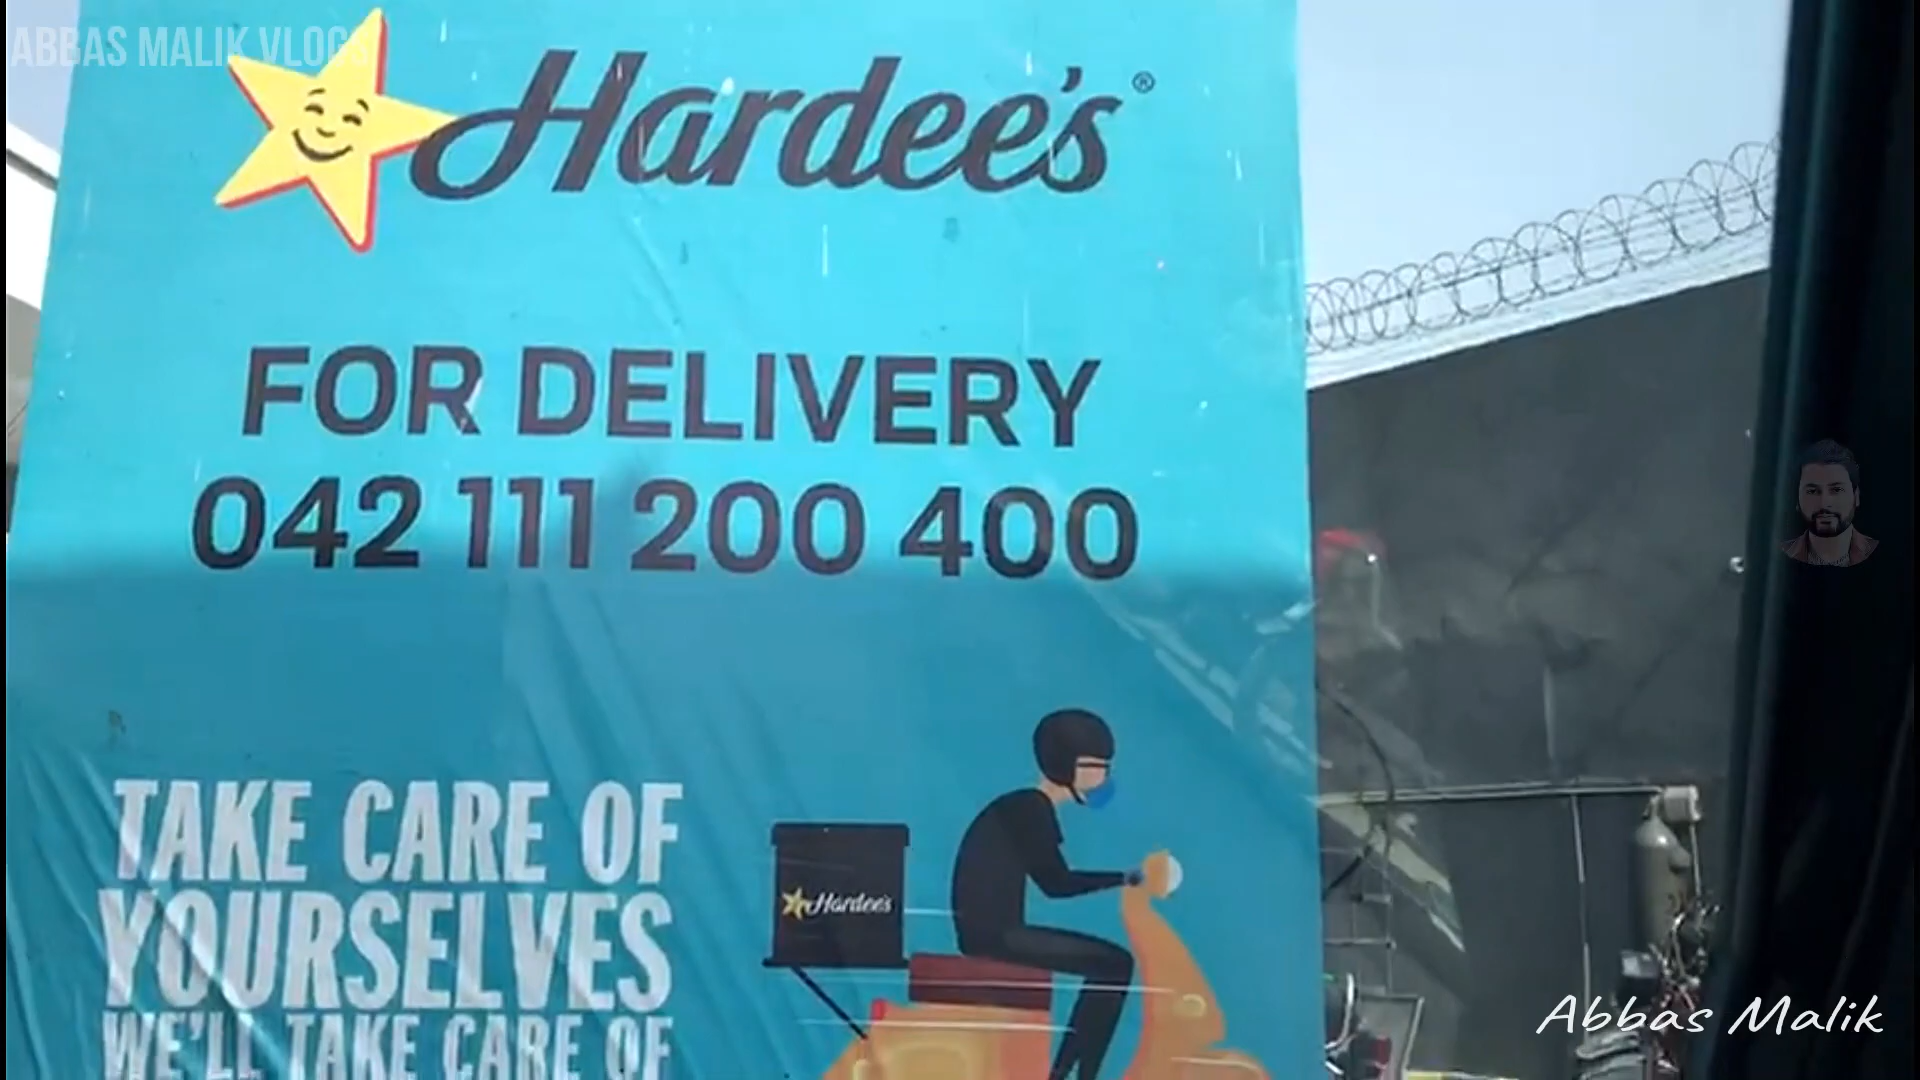 ABBAS MALIK VLOGS
Hardee's®
FOR DELIVERY
042 111 200 400
TAKE CARE OF
YOURSELVES
WE'LL TAKE CARE OF
Hardee's
Abbas Malik